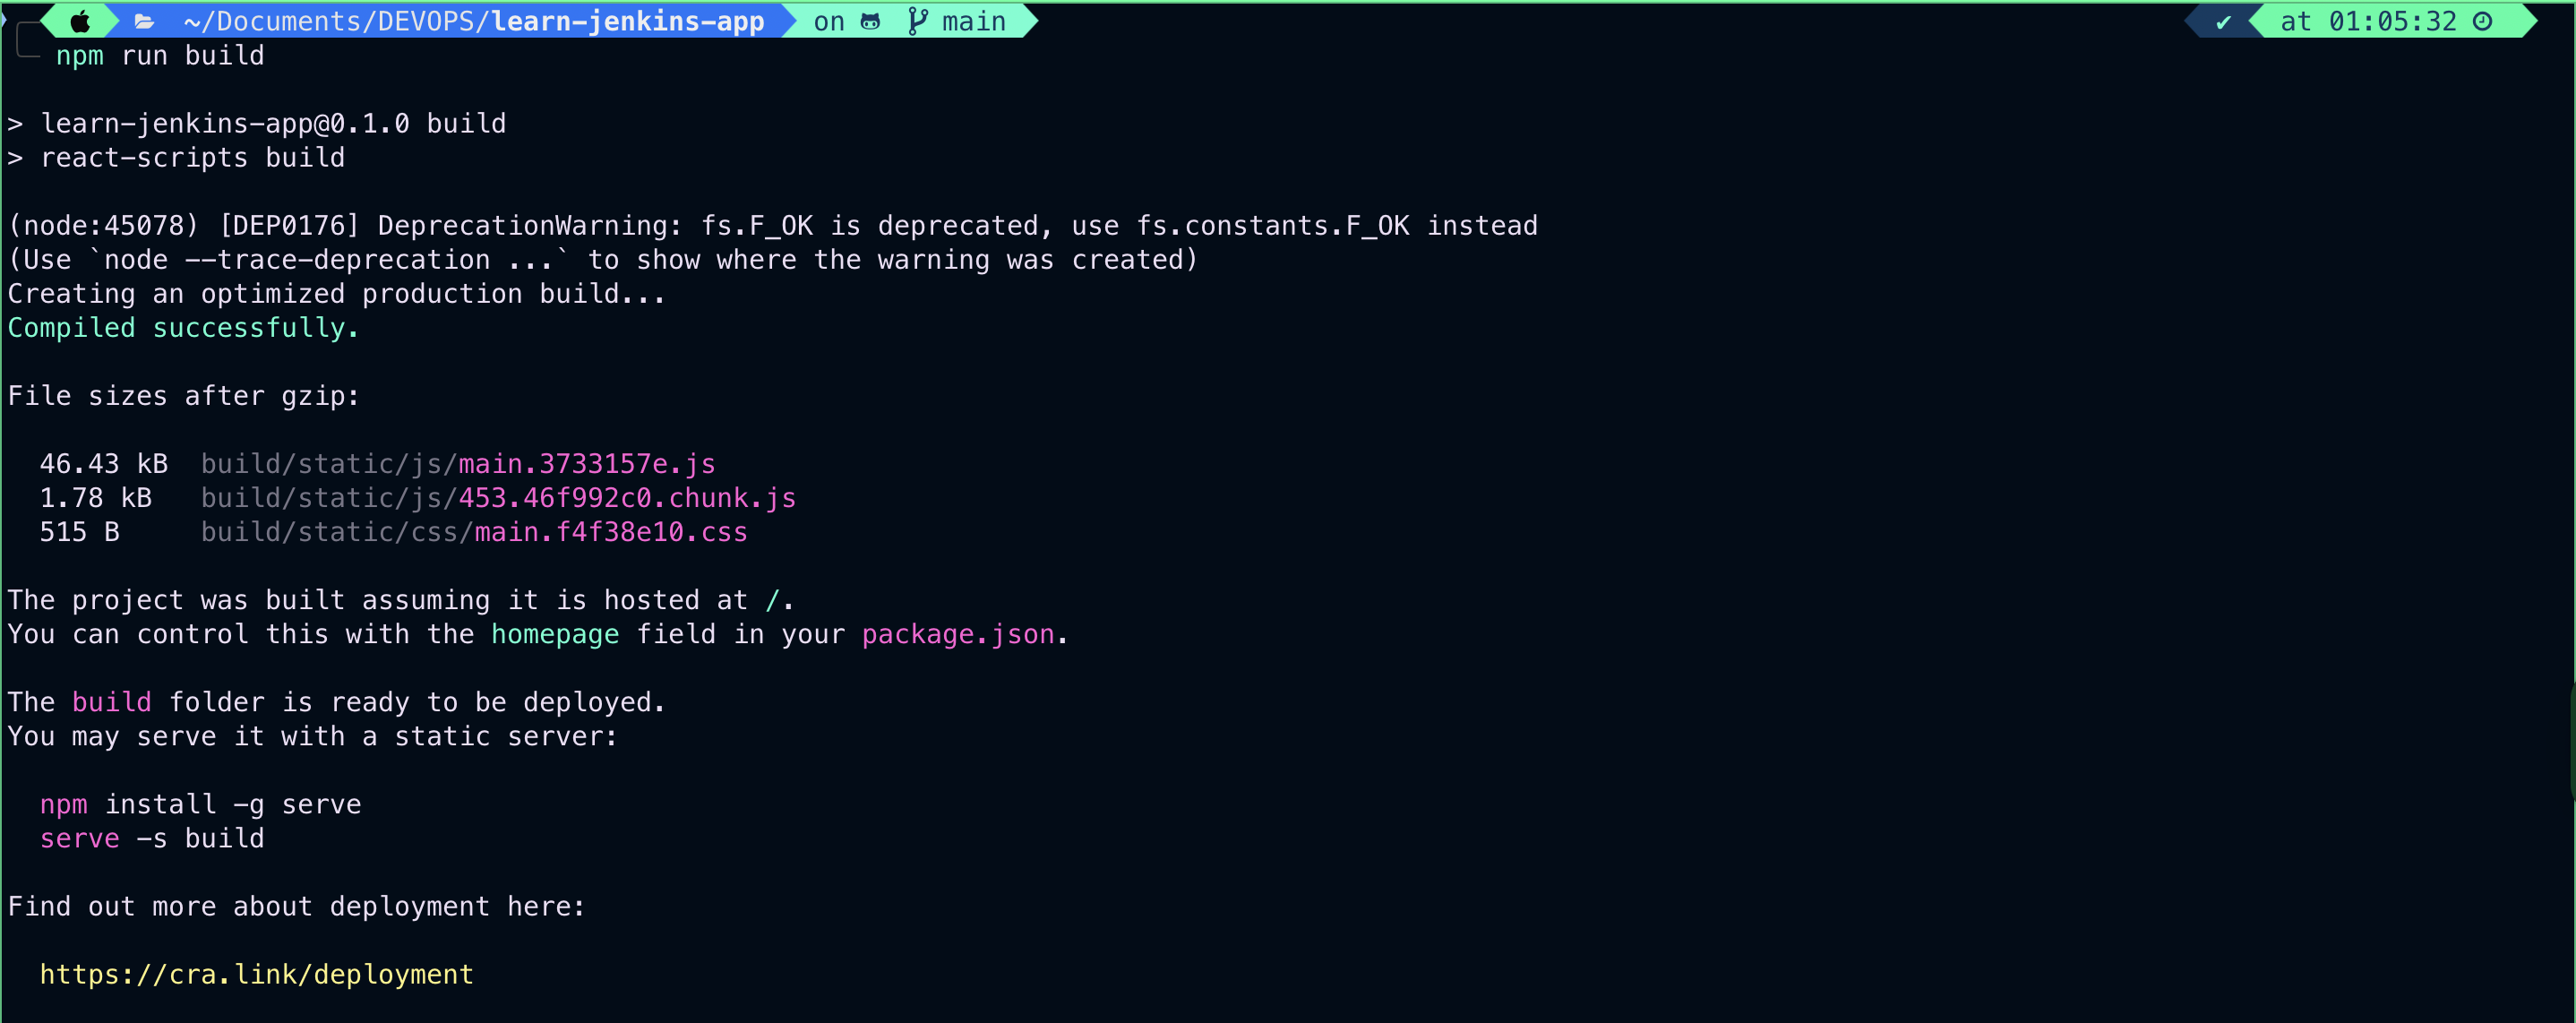 ~/Documents/DEVOPS/learn-jenkins-app on main ✔ at 01:05:32
npm run build
> learn-jenkins-app@0.1.0 build
> react-scripts build
(node:45078) [DEP0176] DeprecationWarning: fs.F_OK is deprecated, use fs.constants.F_OK instead
(Use `node --trace-deprecation ...` to show where the warning was created)
Creating an optimized production build...
Compiled successfully.
File sizes after gzip:
46.43 kB  build/static/js/main.3733157e.js
1.78 kB   build/static/js/453.46f992c0.chunk.js
515 B     build/static/css/main.f4f38e10.css
The project was built assuming it is hosted at /.
You can control this with the homepage field in your package.json.
The build folder is ready to be deployed.
You may serve it with a static server:
npm install -g serve
serve -s build
Find out more about deployment here:
https://cra.link/deployment